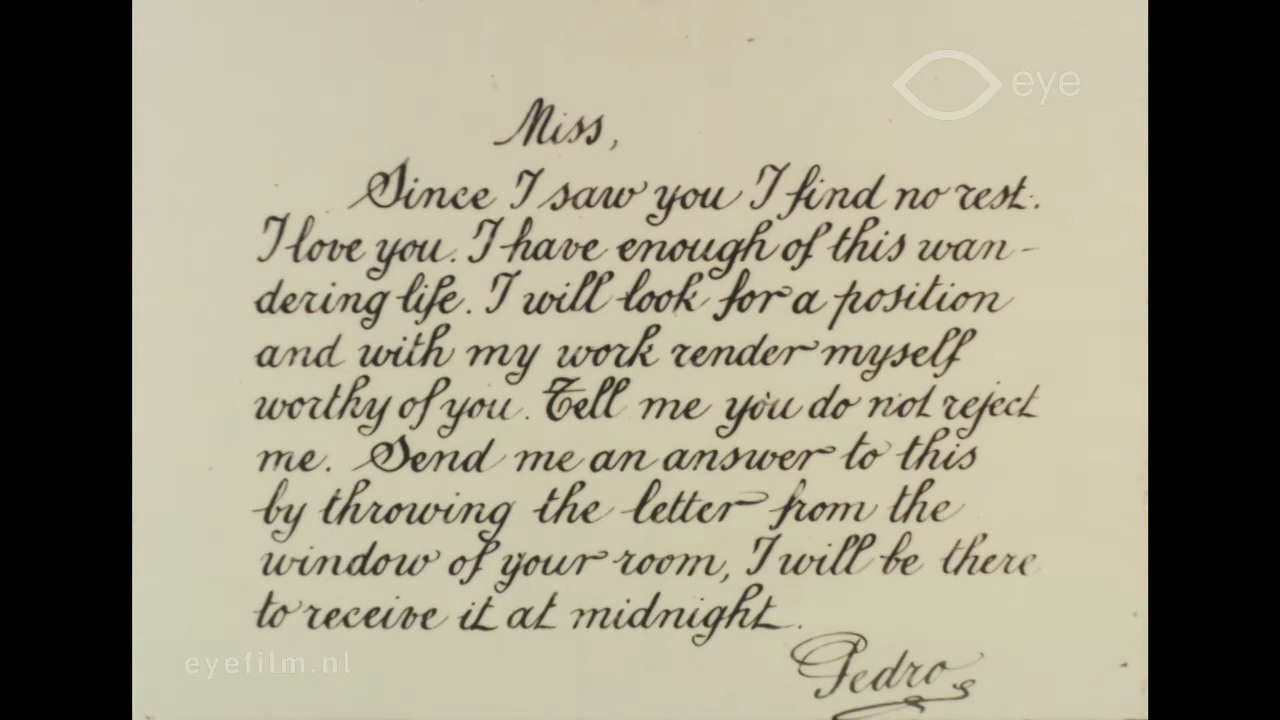 eye
Miss,
Since I saw you I find no rest.
I love you. I have enough of this wan-
dering life. I will look for a position
and with my work render myself
worthy of you. Tell me you do not reject
me. Send me an answer to this
by throwing the letter from the
window of your room, I will be there
to receive it at midnight.
Pedro
eyefilm.nl